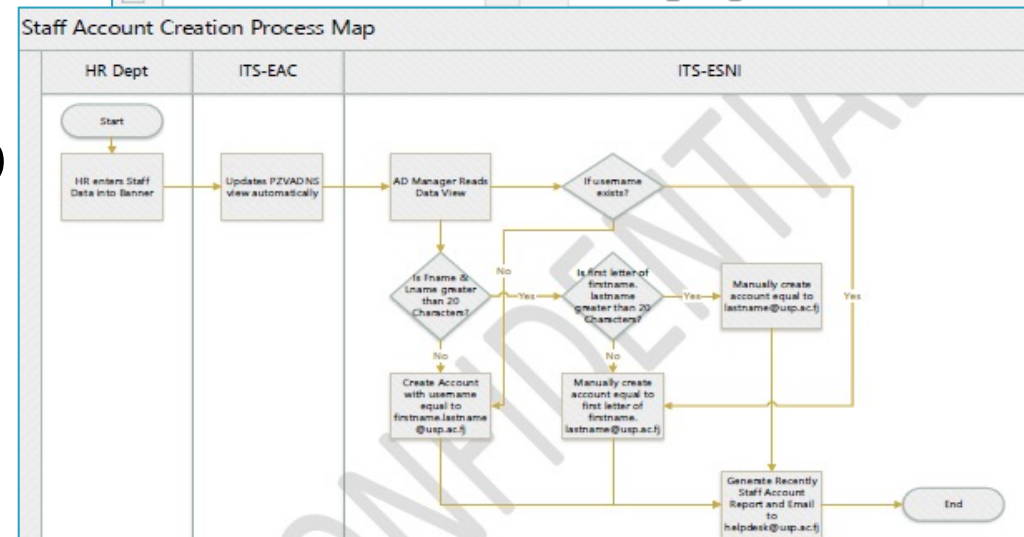 Staff Account Creation Process Map
HR Dept
ITS-EAC
ITS-ESNI
Start
HR enters Staff
Data into Banner
Updates PZVADNS
view automatically
AD Manager Reads
Data View
If username
exists?
No
Is Fname &
Lname greater
than 20
Characters?
Yes
Is first letter of
firstname.
lastname
greater than 20
Characters?
Yes
Manually create
account equal to
lastname@usp.ac.fj
Yes
No
No
Create Account
with username
equal to
firstname.lastname
@usp.ac.fj
Manually create
account equal to
first letter of
firstname.
lastname@usp.ac.fj
Generate Recently
Staff Account
Report and Email
to
helpdesk@usp.ac.fj
End
CONFIDENTIAL